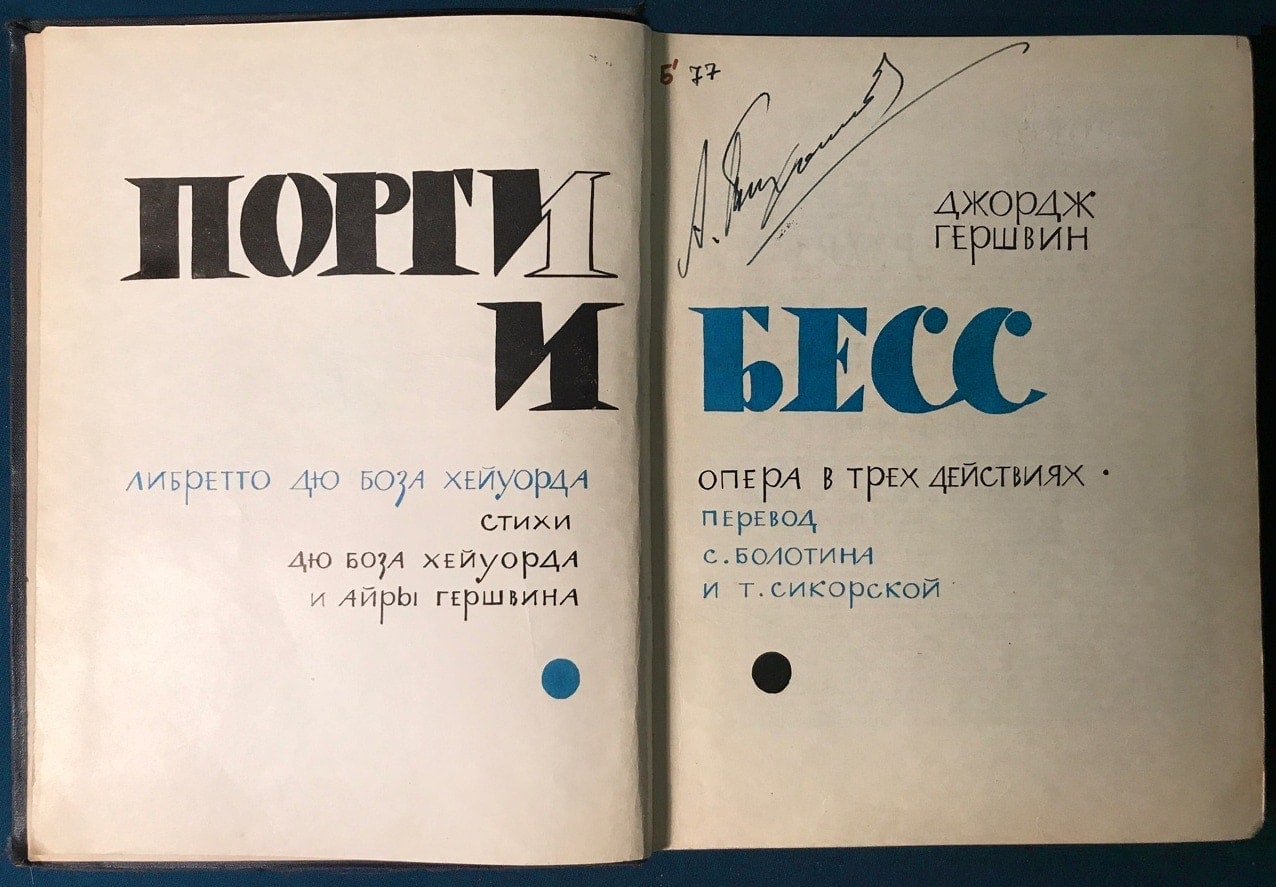 ПОРГИ
И
ЛИБРЕТТО ДЮ БОЗА ХЕЙУОРДА
СТИХИ
ДЮ БОЗА ХЕЙУОРДА
И АЙРЫ ГЕРШВИНА
Б' 77
А.
ДЖОРДЖ
ГЕРШВИН
БЕСС
ОПЕРА В ТРЕХ ДЕЙСТВИЯХ •
ПЕРЕВОД
С. БОЛОТИНА
И Т. СИКОРСКОЙ